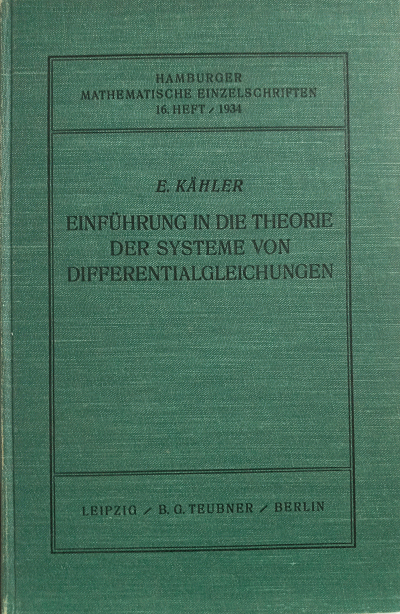 HAMBURGER
MATHEMATISCHE EINZELSCHRIFTEN
16. HEFT / 1934
E. KÄHLER
EINFÜHRUNG IN DIE THEORIE
DER SYSTEME VON
DIFFERENTIALGLEICHUNGEN
LEIPZIG / B. G. TEUBNER / BERLIN